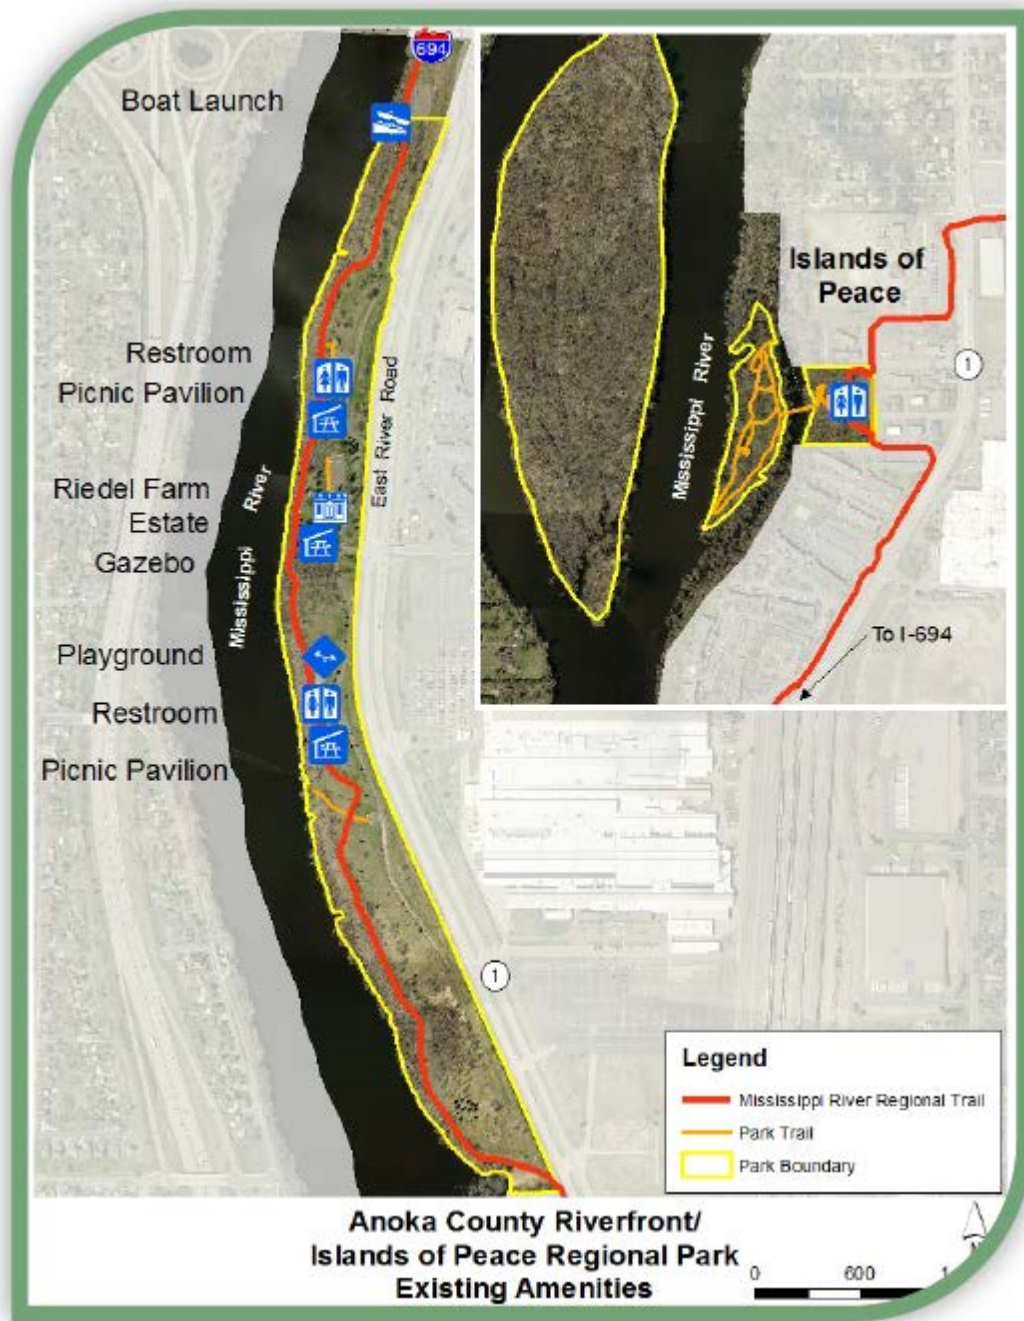 694
Boat Launch
Restroom
Picnic Pavilion
Riedel Farm
Estate
Gazebo
Playground
Restroom
Picnic Pavilion
Mississippi River
East River Road
1
Islands of
Peace
Mississippi River
1
To I-694
Legend
Mississippi River Regional Trail
Park Trail
Park Boundary
Anoka County Riverfront/
Islands of Peace Regional Park
Existing Amenities
0 600 1